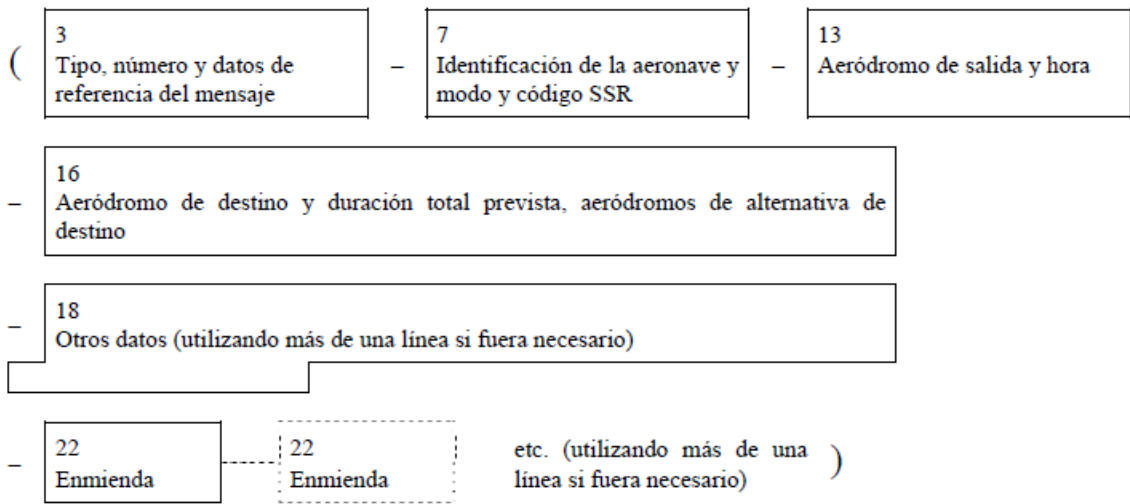 ( 3 – 7 – 13
Tipo, número y datos de Identificación de la aeronave y Aeródromo de salida y hora
referencia del mensaje modo y código SSR
– 16
Aeródromo de destino y duración total prevista, aeródromos de alternativa de
destino
– 18
Otros datos (utilizando más de una línea si fuera necesario)
– 22 22 etc. (utilizando más de una
Enmienda Enmienda línea si fuera necesario) )